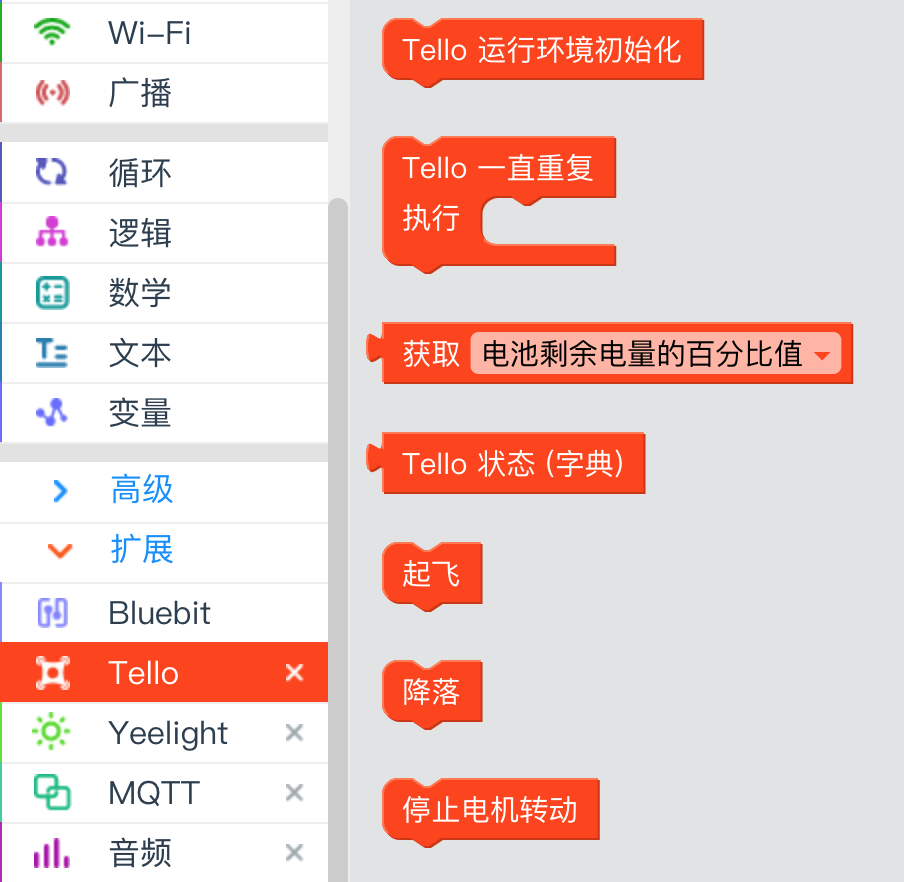 Wi-Fi
广播
循环
逻辑
数学
文本
变量
高级
扩展
Bluebit
Tello
Yeelight
MQTT
音频
Tello 运行环境初始化
Tello 一直重复
执行
获取 电池剩余电量的百分比值
Tello 状态 (字典)
起飞
降落
停止电机转动